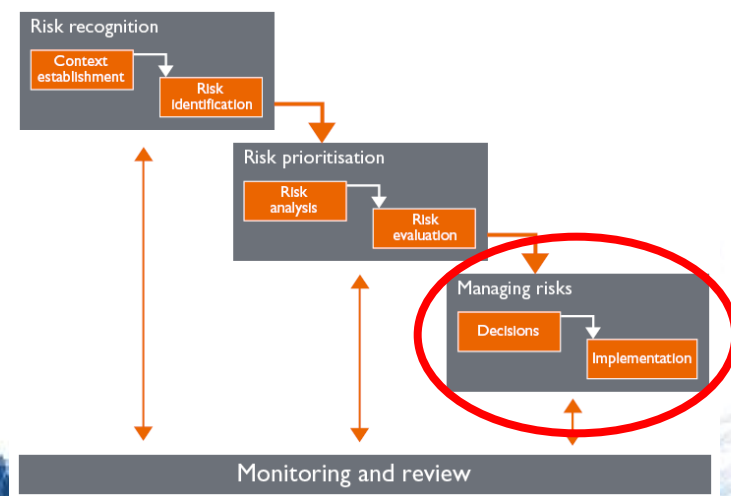 Risk recognition
Context
establishment
Risk
identification
Risk prioritisation
Risk
analysis
Risk
evaluation
Managing risks
Decisions
Implementation
Monitoring and review